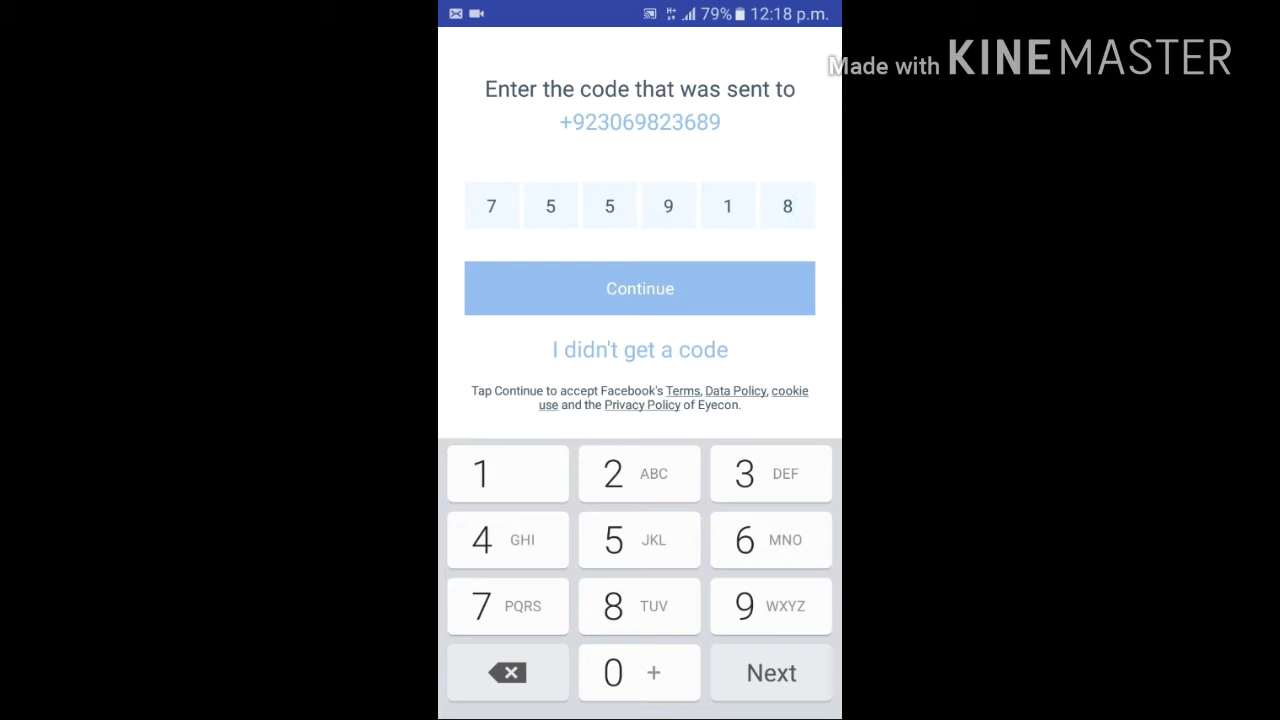 79% 12:18 p.m.
Made with KINEMASTER
Enter the code that was sent to
+923069823689
7 5 5 9 1 8
Continue
I didn't get a code
Tap Continue to accept Facebook's Terms, Data Policy, cookie
use and the Privacy Policy of Eyecon.
1 2 ABC 3 DEF
4 GHI 5 JKL 6 MNO
7 PQRS 8 TUV 9 WXYZ
0 + Next